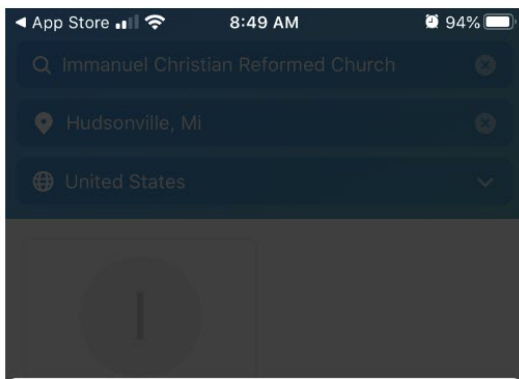 App Store 8:49 AM 94%
Immanuel Christian Reformed Church
Hudsonville, Mi
United States
I